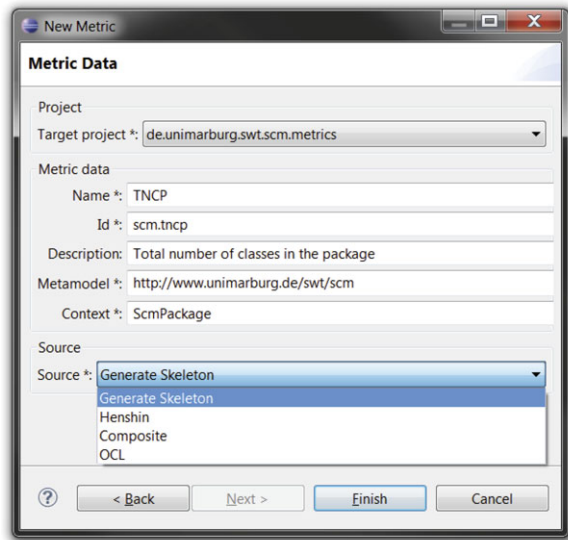 New Metric
Metric Data
Project
Target project *: de.unimarburg.swt.scm.metrics
Metric data
Name *: TNCP
Id *: scm.tncp
Description: Total number of classes in the package
Metamodel *: http://www.unimarburg.de/swt/scm
Context *: ScmPackage
Source
Source *: Generate Skeleton
Generate Skeleton
Henshin
Composite
OCL
? < Back Next > Finish Cancel